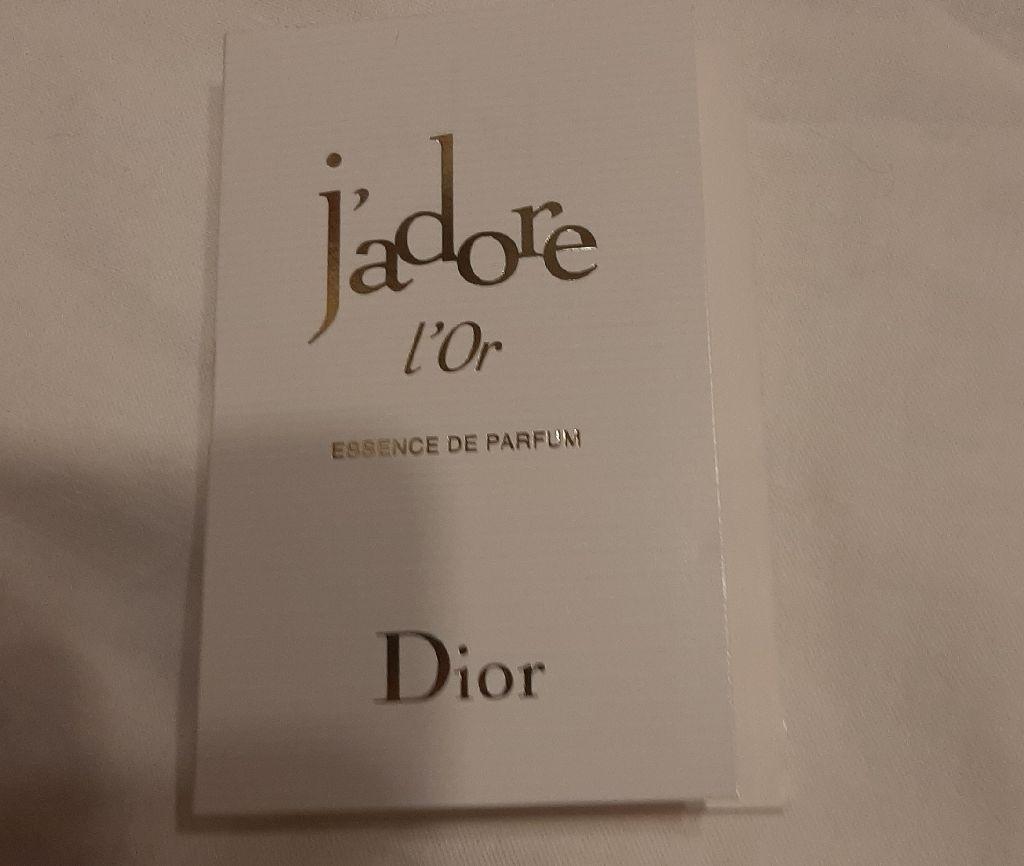 j'adore
l'Or
ESSENCE DE PARFUM
Dior